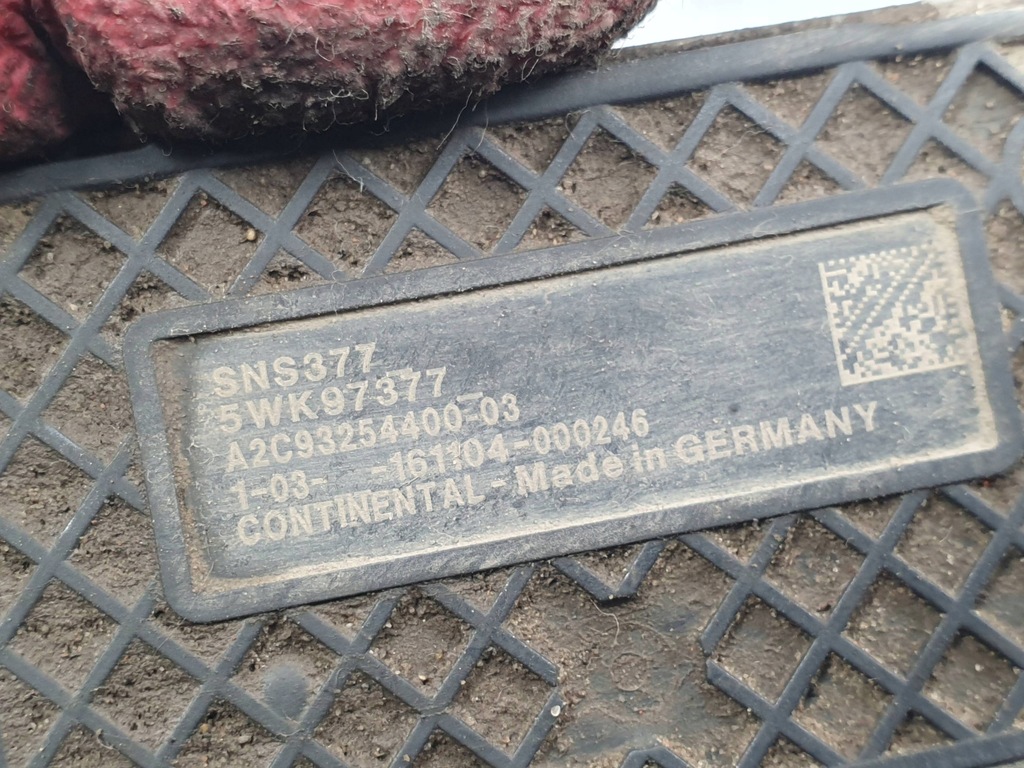 SNS377
5WK97377
A2C93254400-03
1-03- -161104-000246
CONTINENTAL - Made in GERMANY